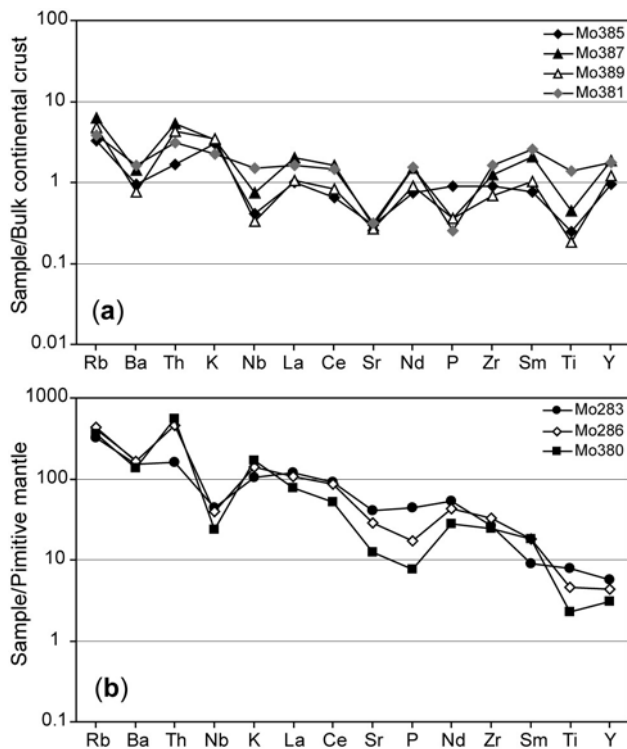 100
10
1
0.1
0.01
Sample/Bulk continental crust
Mo385
Mo387
Mo389
Mo381
(a)
Rb Ba Th K Nb La Ce Sr Nd P Zr Sm Ti Y
1000
100
10
1
0.1
Sample/Pimitive mantle
Mo283
Mo286
Mo380
(b)
Rb Ba Th Nb K La Ce Sr P Nd Zr Sm Ti Y